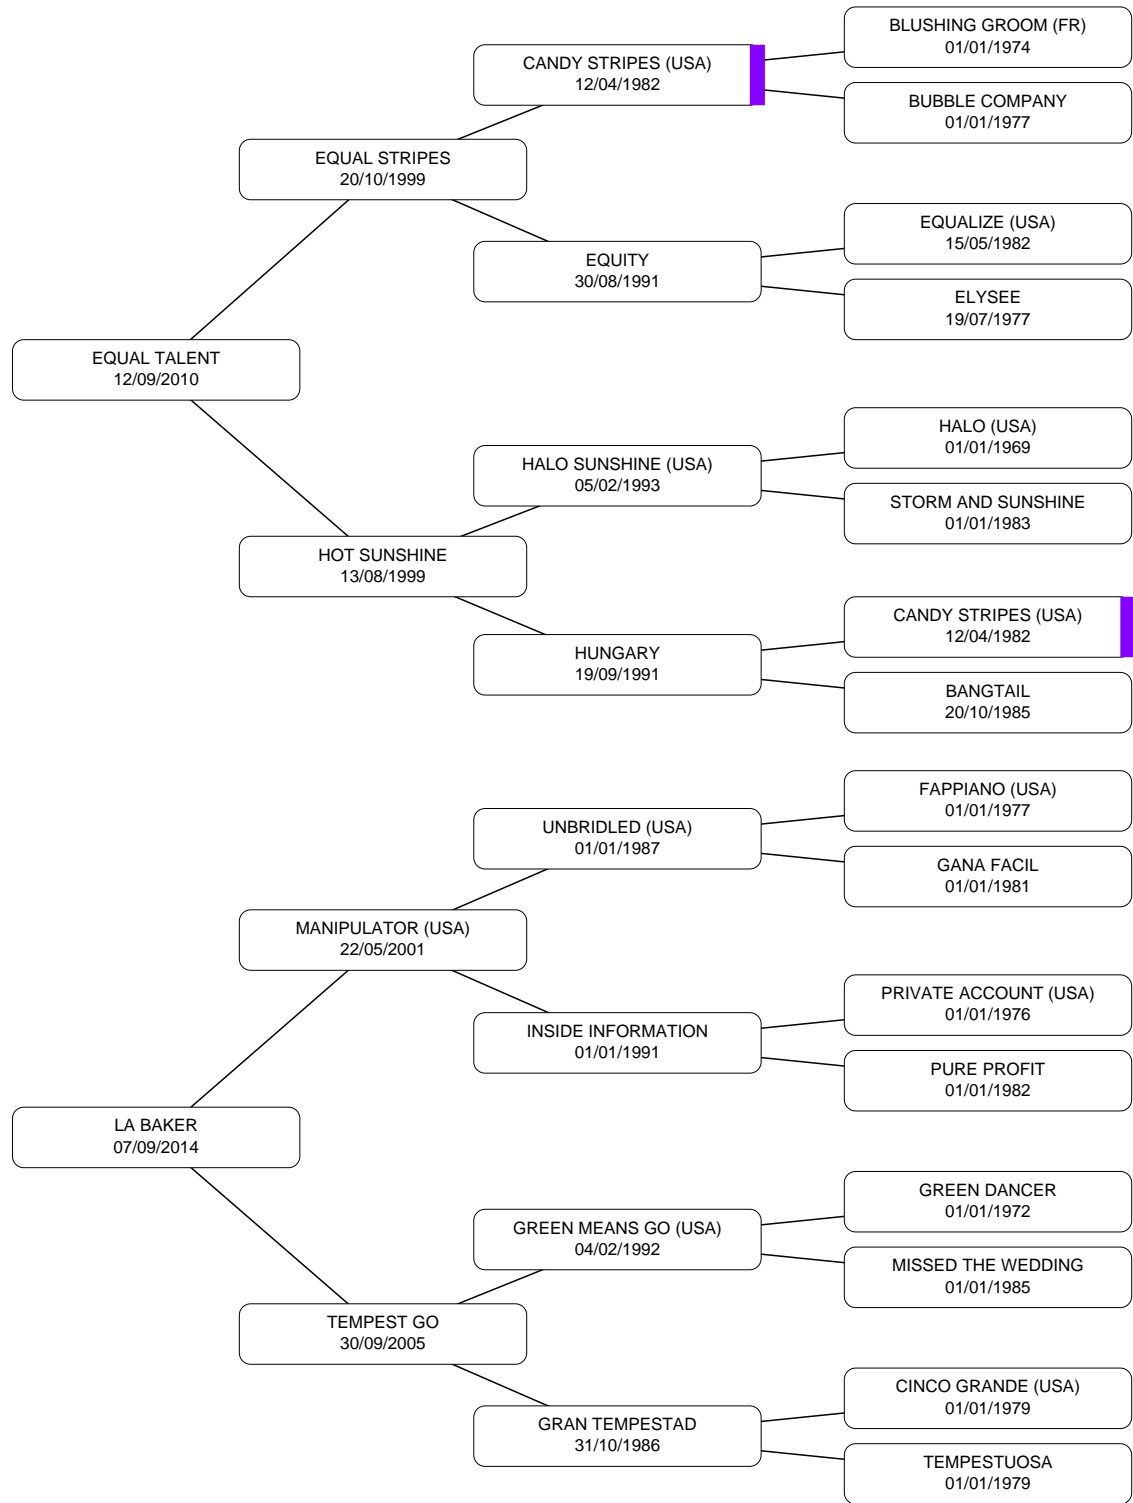 BLUSHING GROOM (FR)
01/01/1974
CANDY STRIPES (USA)
12/04/1982
BUBBLE COMPANY
01/01/1977
EQUAL STRIPES
20/10/1999
EQUALIZE (USA)
15/05/1982
EQUITY
30/08/1991
ELYSEE
19/07/1977
EQUAL TALENT
12/09/2010
HALO (USA)
01/01/1969
HALO SUNSHINE (USA)
05/02/1993
STORM AND SUNSHINE
01/01/1983
HOT SUNSHINE
13/08/1999
CANDY STRIPES (USA)
12/04/1982
HUNGARY
19/09/1991
BANGTAIL
20/10/1985
FAPPIANO (USA)
01/01/1977
UNBRIDLED (USA)
01/01/1987
GANA FACIL
01/01/1981
MANIPULATOR (USA)
22/05/2001
PRIVATE ACCOUNT (USA)
01/01/1976
INSIDE INFORMATION
01/01/1991
PURE PROFIT
01/01/1982
LA BAKER
07/09/2014
GREEN DANCER
01/01/1972
GREEN MEANS GO (USA)
04/02/1992
MISSED THE WEDDING
01/01/1985
TEMPEST GO
30/09/2005
CINCO GRANDE (USA)
01/01/1979
GRAN TEMPESTAD
31/10/1986
TEMPESTUOSA
01/01/1979